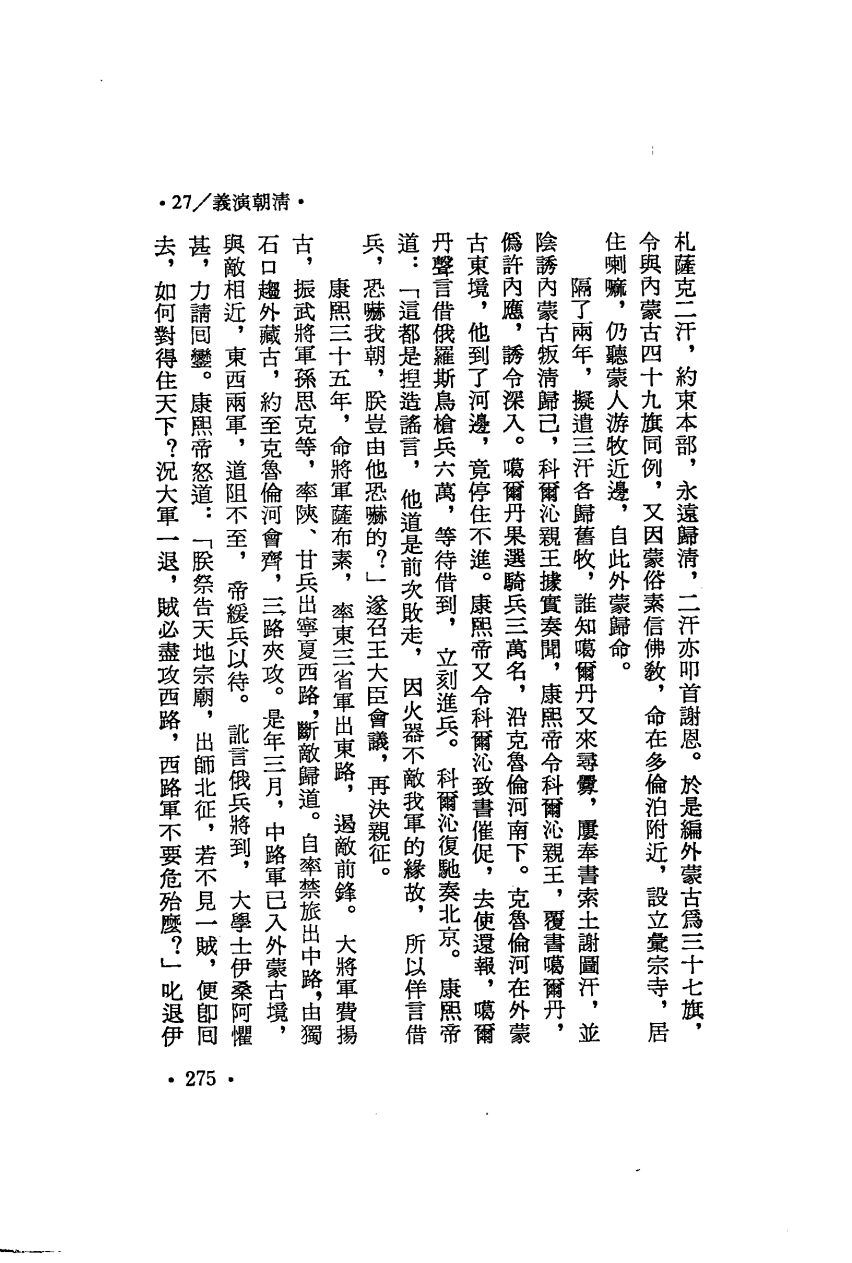 •27/義演朝清•
札薩克二汗，約束本部，永遠歸清，二汗亦叩首謝恩。於是編外蒙古爲三十七旗，
令與內蒙古四十九旗同例，又因蒙俗素信佛敎，命在多倫泊附近，設立彙宗寺，居
住喇嘛，仍聽蒙人游牧近邊，自此外蒙歸命。
隔了兩年，擬遣三汗各歸舊牧，誰知噶爾丹又來尋釁，屢奉書索土謝圖汗，並
陰誘內蒙古叛淸歸己，科爾沁親王據實奏聞，康熙帝令科爾沁親王，覆書噶爾丹，
僞許內應，誘令深入。噶爾丹果選騎兵三萬名，沿克魯倫河南下。克魯倫河在外蒙
古東境，他到了河邊，竟停住不進。康熙帝又令科爾沁致書催促，去使還報，噶爾
丹聲言借俄羅斯鳥槍兵六萬，等待借到，立刻進兵。科爾沁復馳奏北京。康熙帝
道：「這都是揑造謠言，他道是前次敗走，因火器不敵我軍的緣故，所以佯言借
兵，恐嚇我朝，朕豈由他恐嚇的？」遂召王大臣會議，再決親征。
康熙三十五年，命將軍薩布素，率東三省軍出東路，遏敵前鋒。大將軍費揚
古，振武將軍孫思克等，率陝、甘兵出寧夏西路，斷敵歸道。自率禁旅出中路，由獨
石口趨外藏古，約至克魯倫河會齊，三路夾攻。是年三月，中路軍已入外蒙古境，
與敵相近，東西兩軍，道阻不至，帝緩兵以待。訛言俄兵將到，大學士伊桑阿懼
甚，力請囘鑾。康熙帝怒道：「朕祭告天地宗廟，出師北征，若不見一賊，便卽囘
去，如何對得住天下？況大軍一退，賊必盡攻西路，西路軍不要危殆麼？」叱退伊
•275•